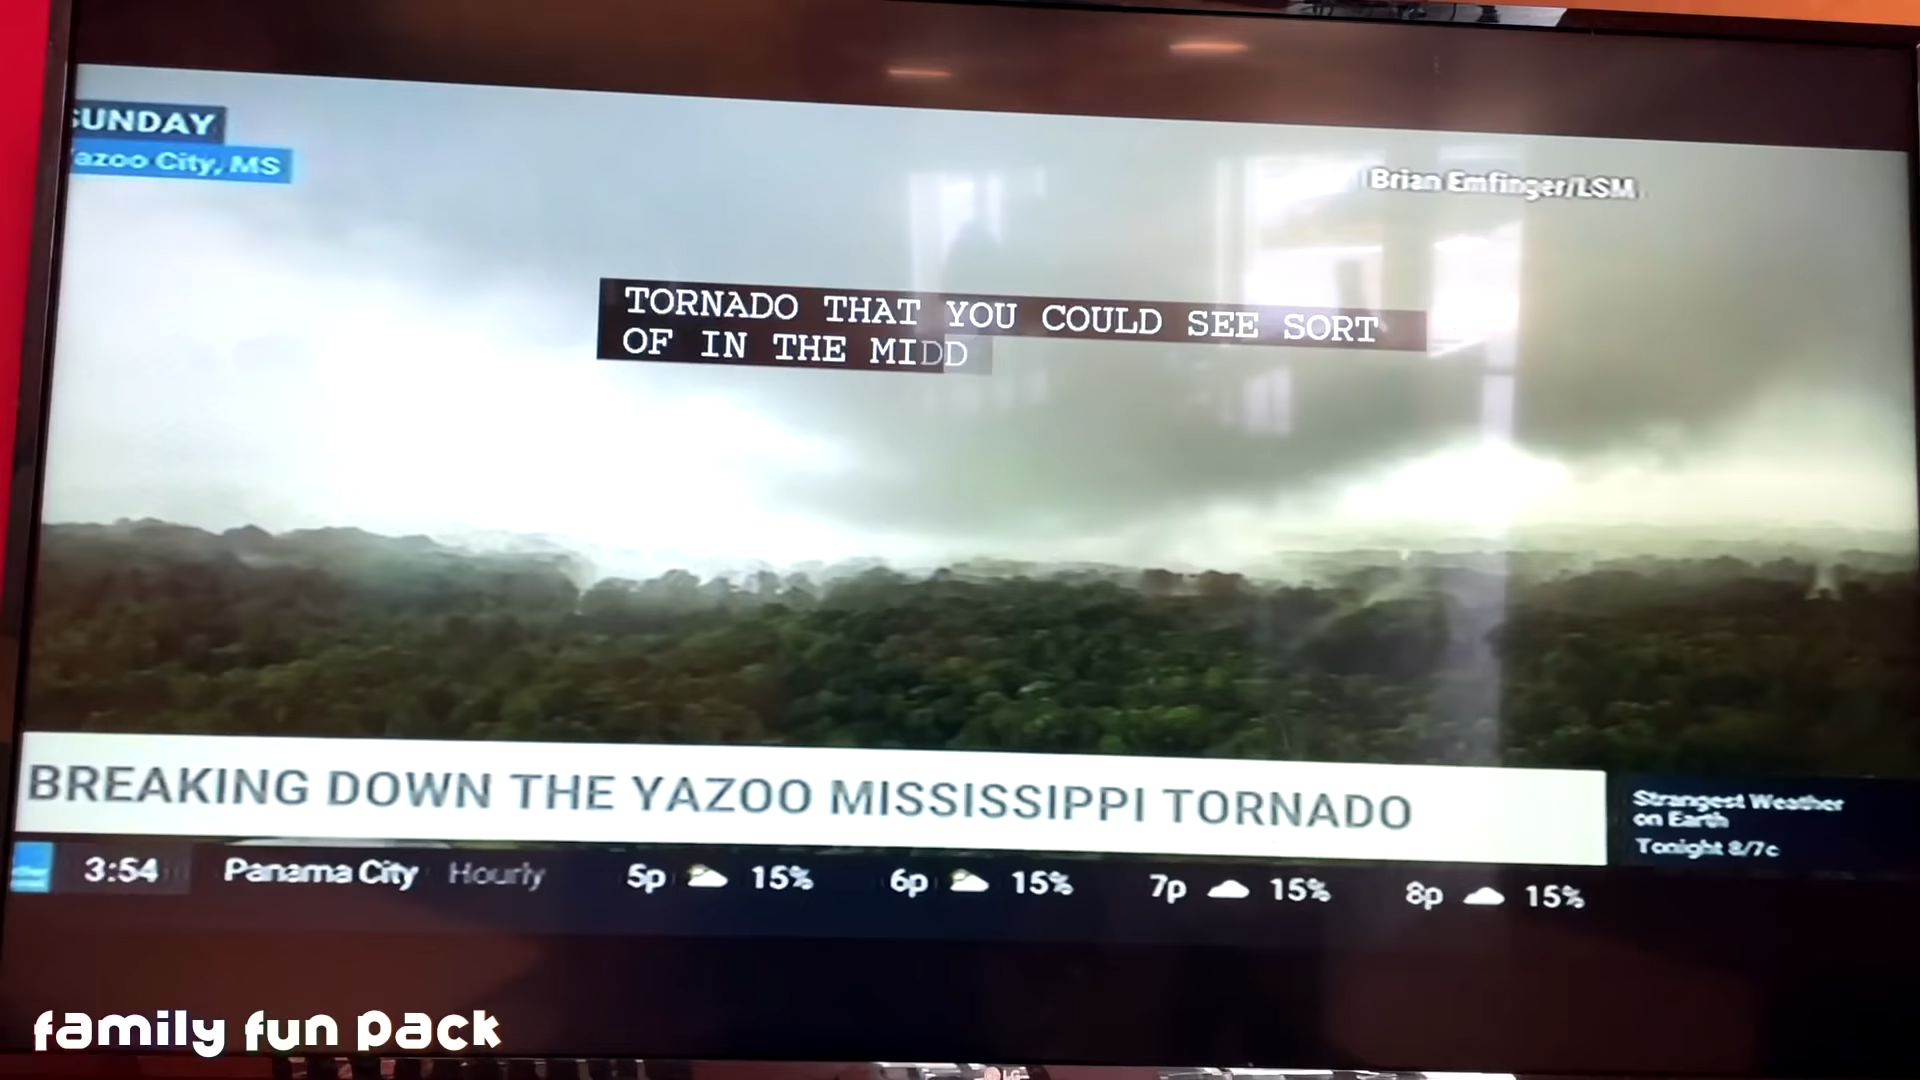 SUNDAY
Yazoo City, MS
Brian Emfinger/LSM
TORNADO THAT YOU COULD SEE SORT
OF IN THE MIDD
BREAKING DOWN THE YAZOO MISSISSIPPI TORNADO
Strangest Weather
on Earth
Tonight 8/7c
3:54 Panama City Hourly 5p 15% 6p 15% 7p 15% 8p 15%
family fun pack
LG